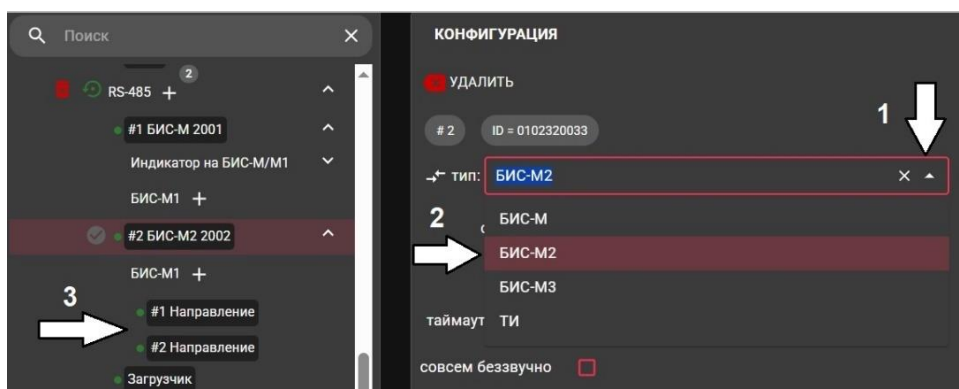 Поиск
2
RS-485
#1 БИС-М 2001
Индикатор на БИС-М/М1
БИС-М1
#2 БИС-М2 2002
БИС-М1
3
#1 Направление
#2 Направление
Загрузчик
КОНФИГУРАЦИЯ
УДАЛИТЬ
1
# 2 ID = 0102320033
тип: БИС-М2
2
БИС-М
БИС-М2
БИС-М3
таймаут ТИ
совсем беззвучно